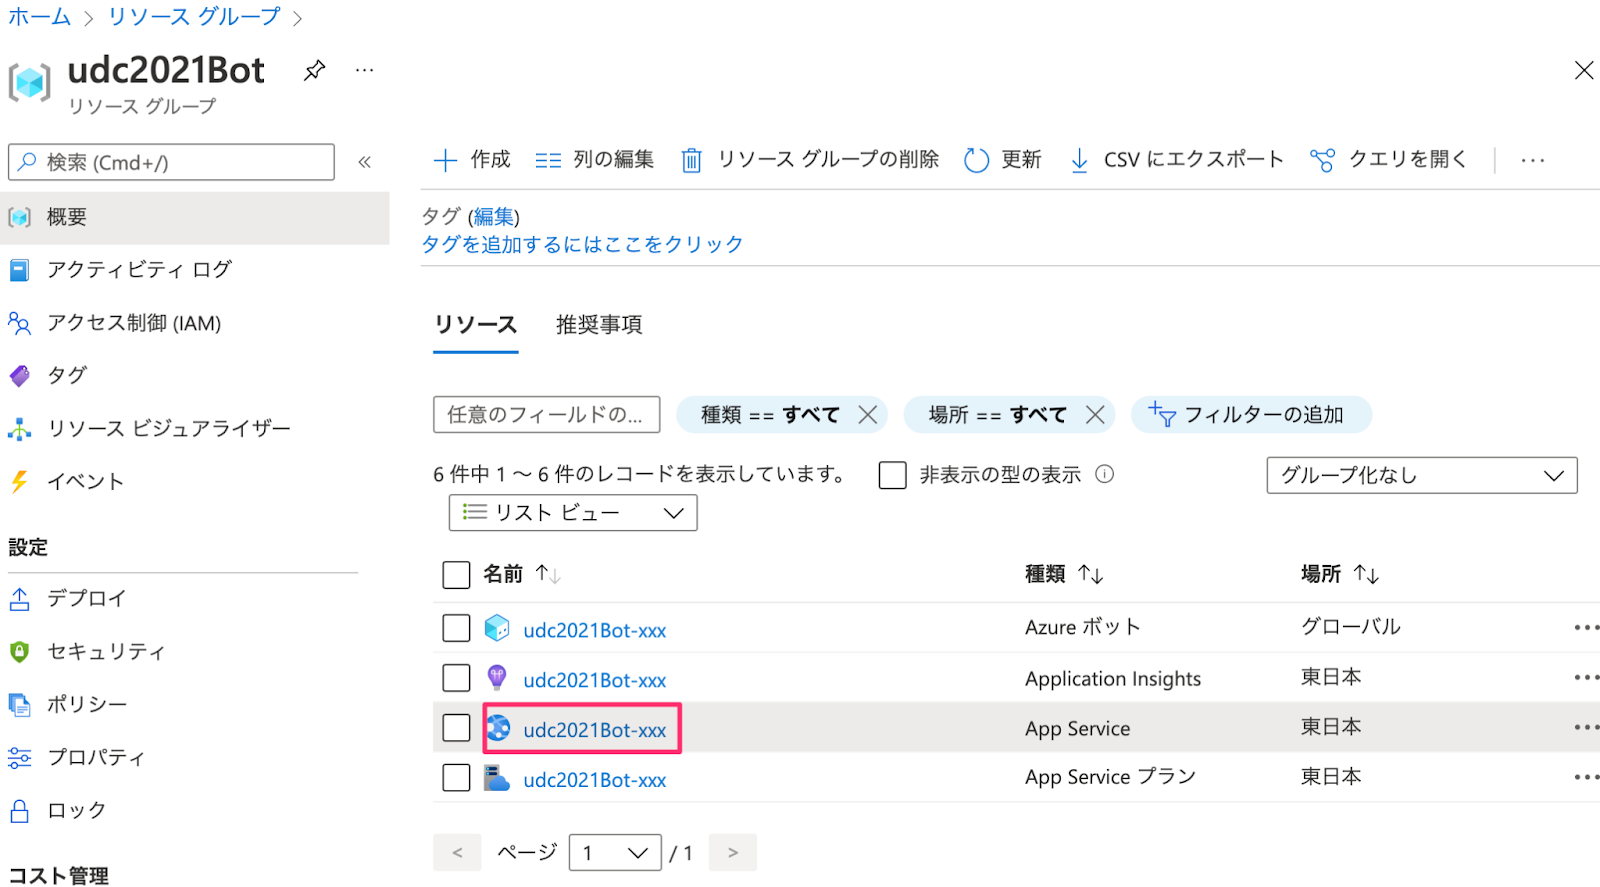 ホーム > リソース グループ >
udc2021Bot ...
リソース グループ
検索 (Cmd+/)
«
概要
アクティビティ ログ
アクセス制御 (IAM)
タグ
リソース ビジュアライザー
イベント
設定
デプロイ
セキュリティ
ポリシー
プロパティ
ロック
コスト管理
作成 列の編集 リソース グループの削除 更新 CSV にエクスポート クエリを開く ...
タグ (編集)
タグを追加するにはここをクリック
リソース 推奨事項
任意のフィールドの... 種類 == すべて 場所 == すべて フィルターの追加
6 件中 1 ～ 6 件のレコードを表示しています。 非表示の型の表示 グループ化なし
リスト ビュー
名前 ↑↓ 種類 ↑↓ 場所 ↑↓
udc2021Bot-xxx Azure ボット グローバル ...
udc2021Bot-xxx Application Insights 東日本 ...
udc2021Bot-xxx App Service 東日本 ...
udc2021Bot-xxx App Service プラン 東日本 ...
< ページ 1 / 1 >